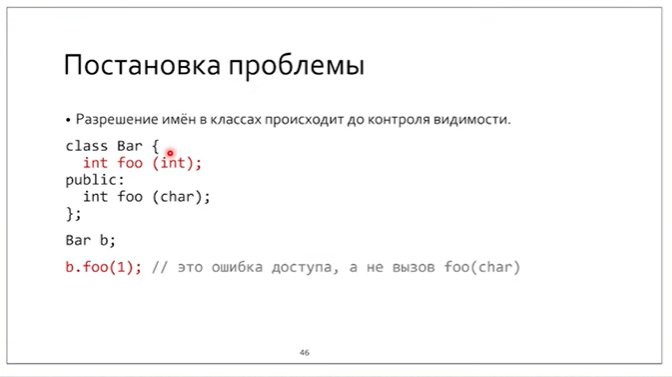 Постановка проблемы
• Разрешение имён в классах происходит до контроля видимости.
class Bar {
int foo (int);
public:
int foo (char);
};
Bar b;
b.foo(1); // это ошибка доступа, а не вызов foo(char)
46